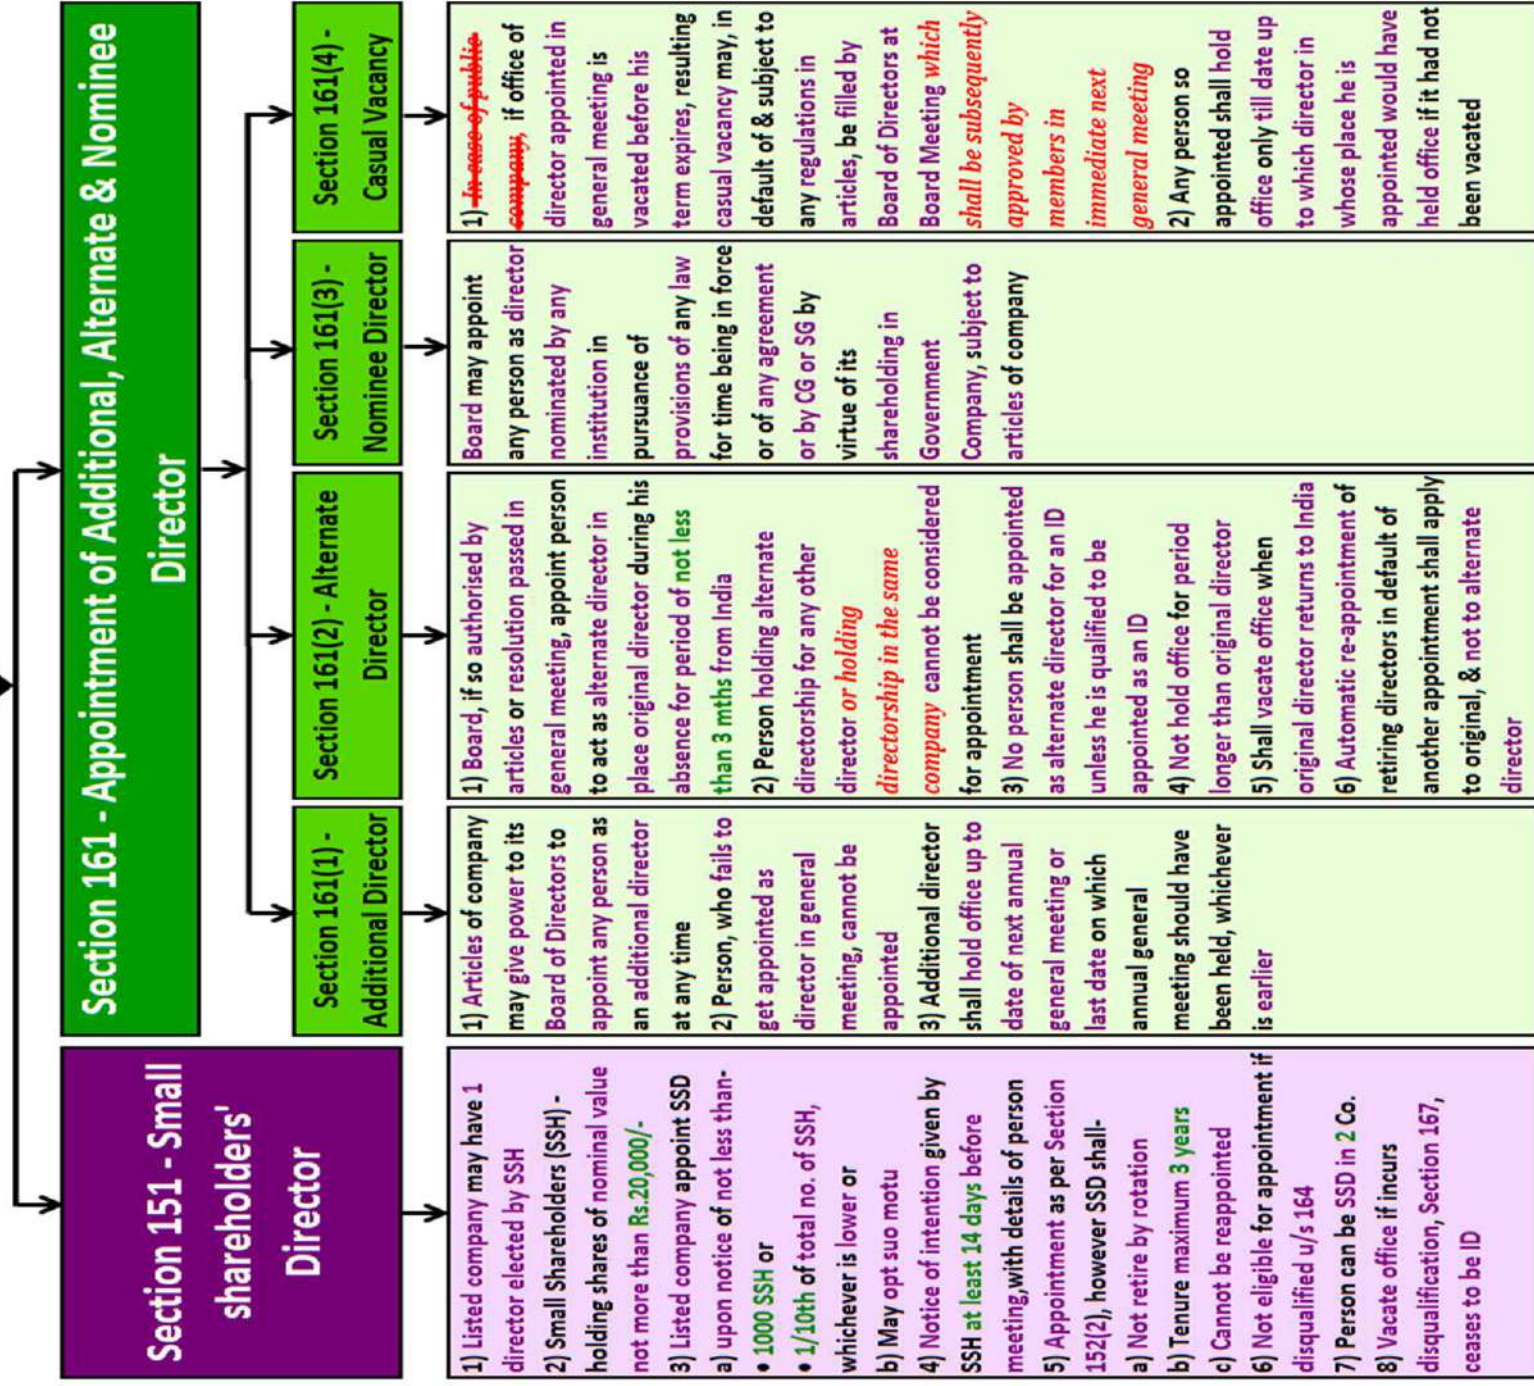 Section 151 - Small
shareholders'
Director
1) Listed company may have 1
director elected by SSH
2) Small Shareholders (SSH) -
holding shares of nominal value
not more than Rs.20,000/-
3) Listed company appoint SSD
a) upon notice of not less than-
• 1000 SSH or
• 1/10th of total no. of SSH,
whichever is lower or
b) May opt suo motu
4) Notice of intention given by
SSH at least 14 days before
meeting,with details of person
5) Appointment as per Section
152(2), however SSD shall-
a) Not retire by rotation
b) Tenure maximum 3 years
c) Cannot be reappointed
6) Not eligible for appointment if
disqualified u/s 164
7) Person can be SSD in 2 Co.
8) Vacate office if incurs
disqualification, Section 167,
ceases to be ID
Section 161 - Appointment of Additional, Alternate & Nominee
Director
Section 161(1) -
Additional Director
1) Articles of company
may give power to its
Board of Directors to
appoint any person as
an additional director
at any time
2) Person, who fails to
get appointed as
director in general
meeting, cannot be
appointed
3) Additional director
shall hold office up to
date of next annual
general meeting or
last date on which
annual general
meeting should have
been held, whichever
is earlier
Section 161(2) - Alternate
Director
1) Board, if so authorised by
articles or resolution passed in
general meeting, appoint person
to act as alternate director in
place original director during his
absence for period of not less
than 3 mths from India
2) Person holding alternate
directorship for any other
director or holding
directorship in the same
company cannot be considered
for appointment
3) No person shall be appointed
as alternate director for an ID
unless he is qualified to be
appointed as an ID
4) Not hold office for period
longer than original director
5) Shall vacate office when
original director returns to India
6) Automatic re-appointment of
retiring directors in default of
another appointment shall apply
to original, & not to alternate
director
Section 161(3) -
Nominee Director
Board may appoint
any person as director
nominated by any
institution in
pursuance of
provisions of any law
for time being in force
or of any agreement
or by CG or SG by
virtue of its
shareholding in
Government
Company, subject to
articles of company
Section 161(4) -
Casual Vacancy
1) In case of public
company, if office of
director appointed in
general meeting is
vacated before his
term expires, resulting
casual vacancy may, in
default of & subject to
any regulations in
articles, be filled by
Board of Directors at
Board Meeting which
shall be subsequently
approved by
members in
immediate next
general meeting
2) Any person so
appointed shall hold
office only till date up
to which director in
whose place he is
appointed would have
held office if it had not
been vacated